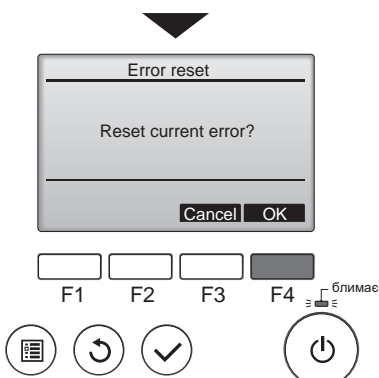 Error reset
Reset current error?
Cancel OK
F1 F2 F3 F4
блимає